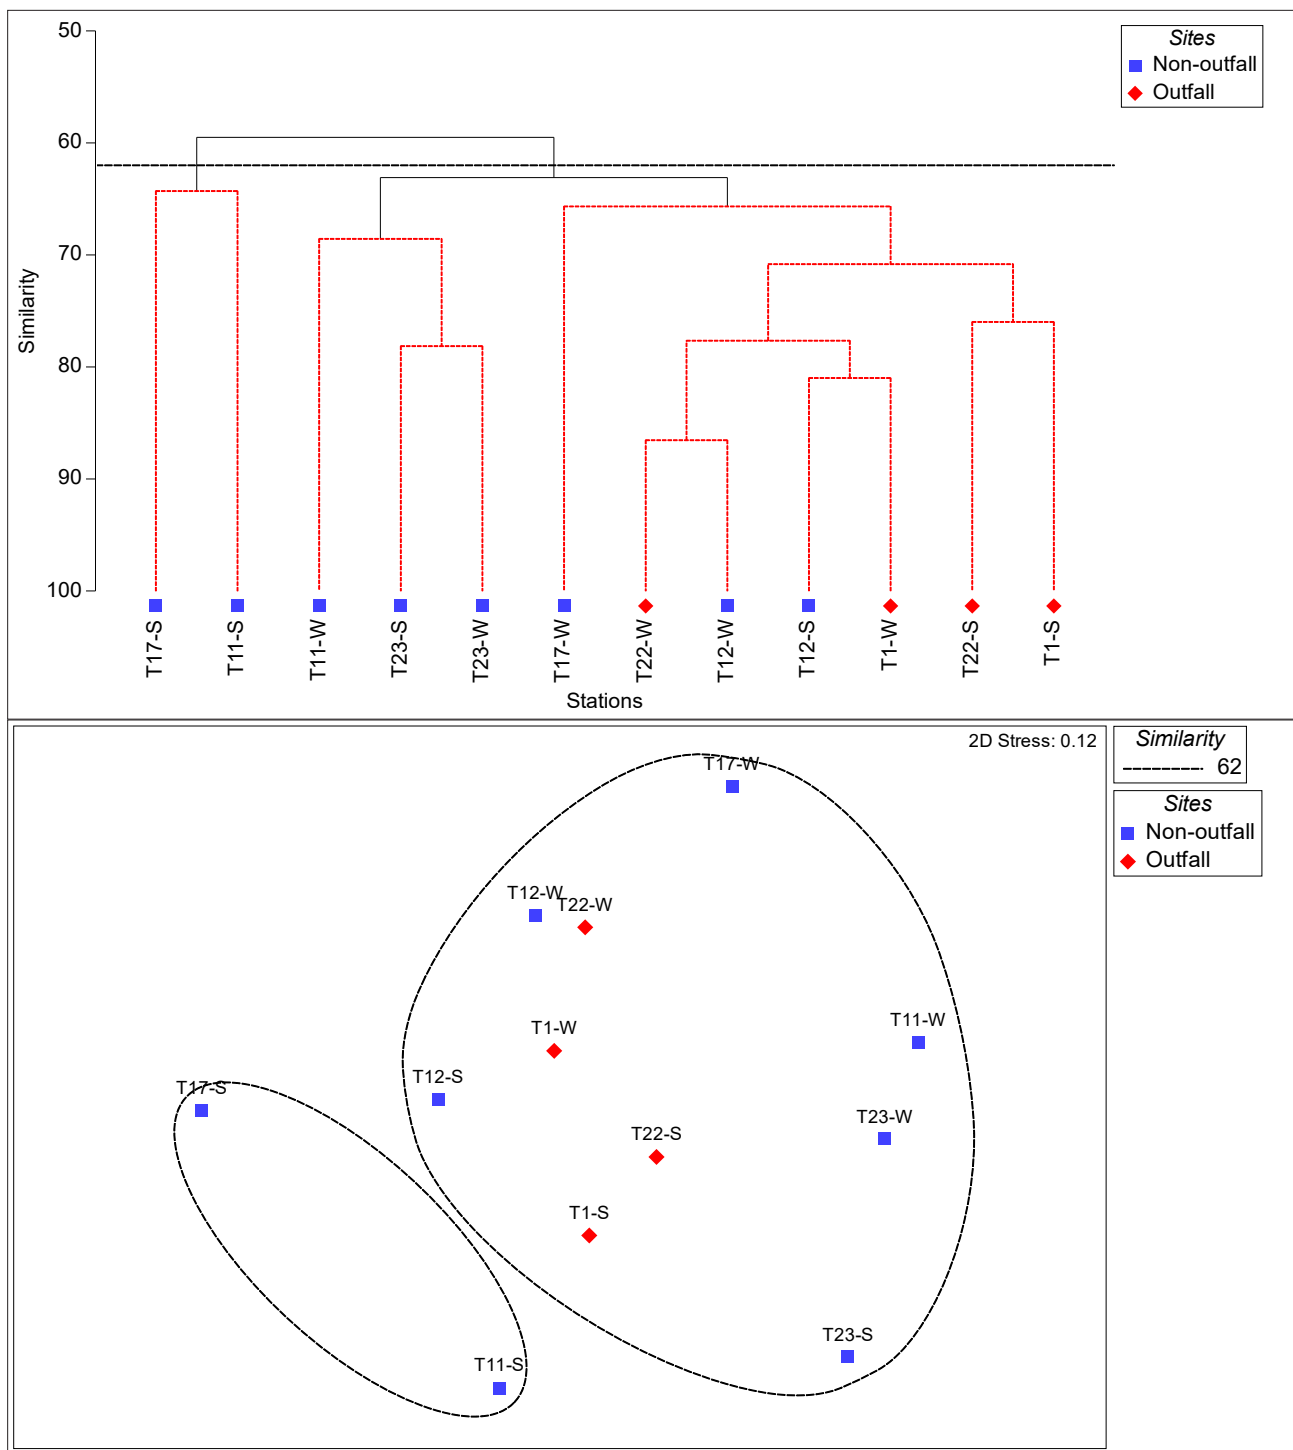 50
60
70
80
90
100
Similarity
Sites
Non-outfall
Outfall
T17-S
T11-S
T11-W
T23-S
T23-W
T17-W
T22-W
T12-W
T12-S
T1-W
T22-S
T1-S
Stations
2D Stress: 0.12
Similarity
62
Sites
Non-outfall
Outfall
T17-W
T12-W
T22-W
T11-W
T1-W
T12-S
T17-S
T23-W
T22-S
T1-S
T23-S
T11-S